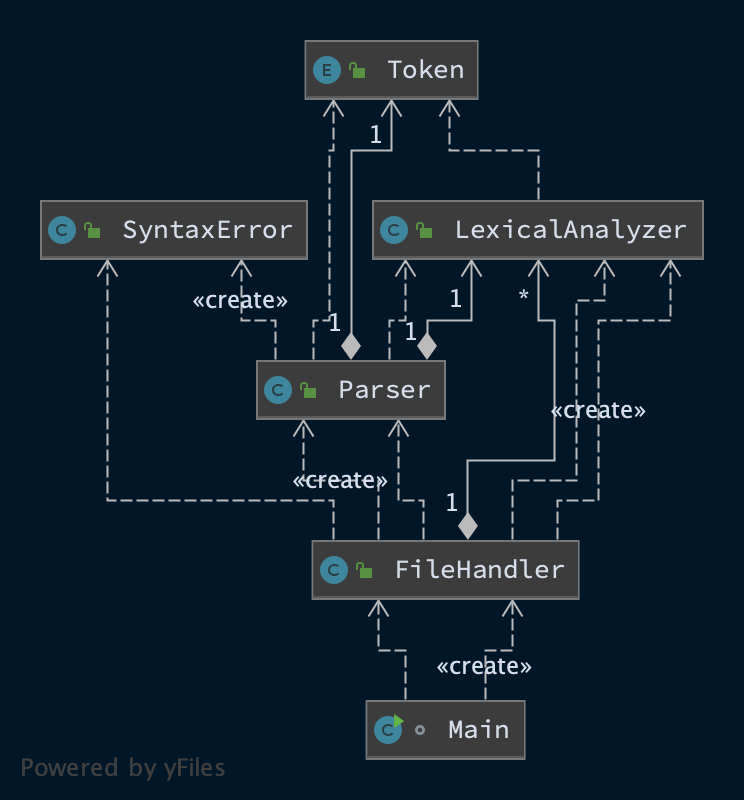 E Token
1
C SyntaxError
C LexicalAnalyzer
«create»
1
*
1
1
C Parser
«create»
«create»
1
C FileHandler
«create»
C Main
Powered by yFiles